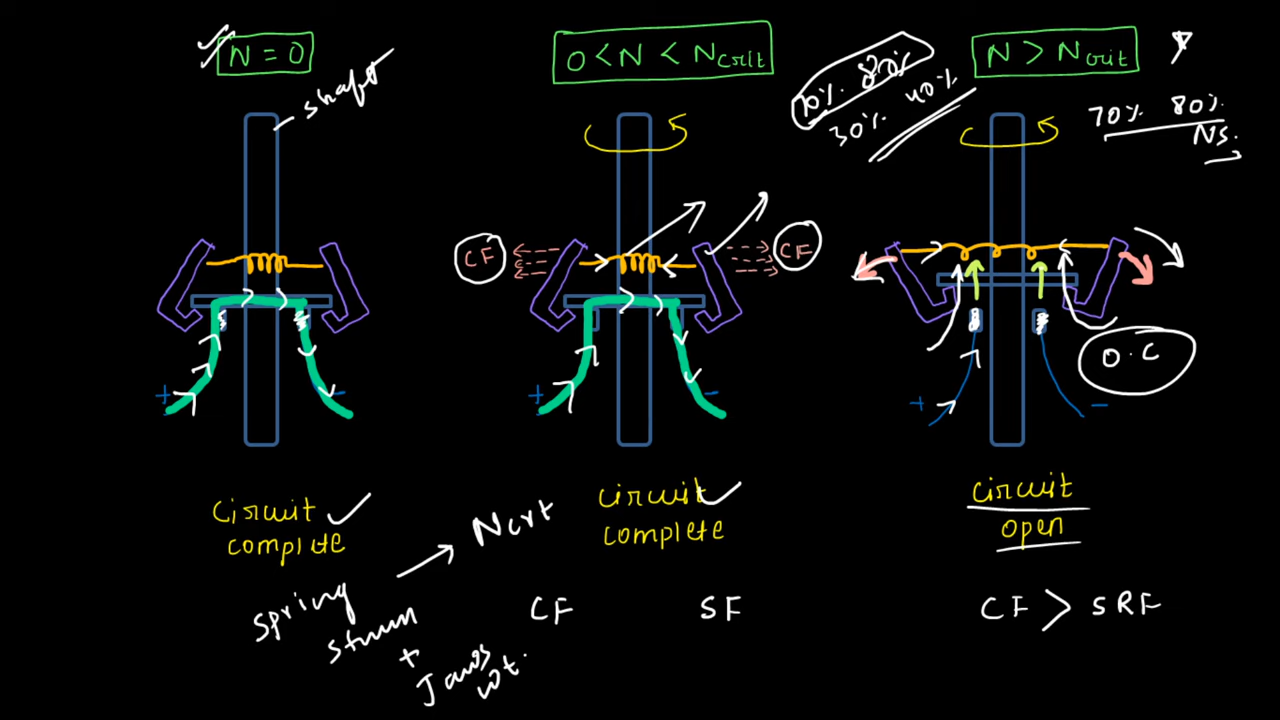 N = 0
0 < N < Ncrit
N > Ncrit
shaft
70% 80%
30% 40%
70% 80%
Ns.
CF
CF
O.C
+
-
+
-
+
-
Circuit
complete
Circuit
complete
Circuit
open
Ncrt
Spring
+
Jaws
wt.
CF
SF
CF > SRF